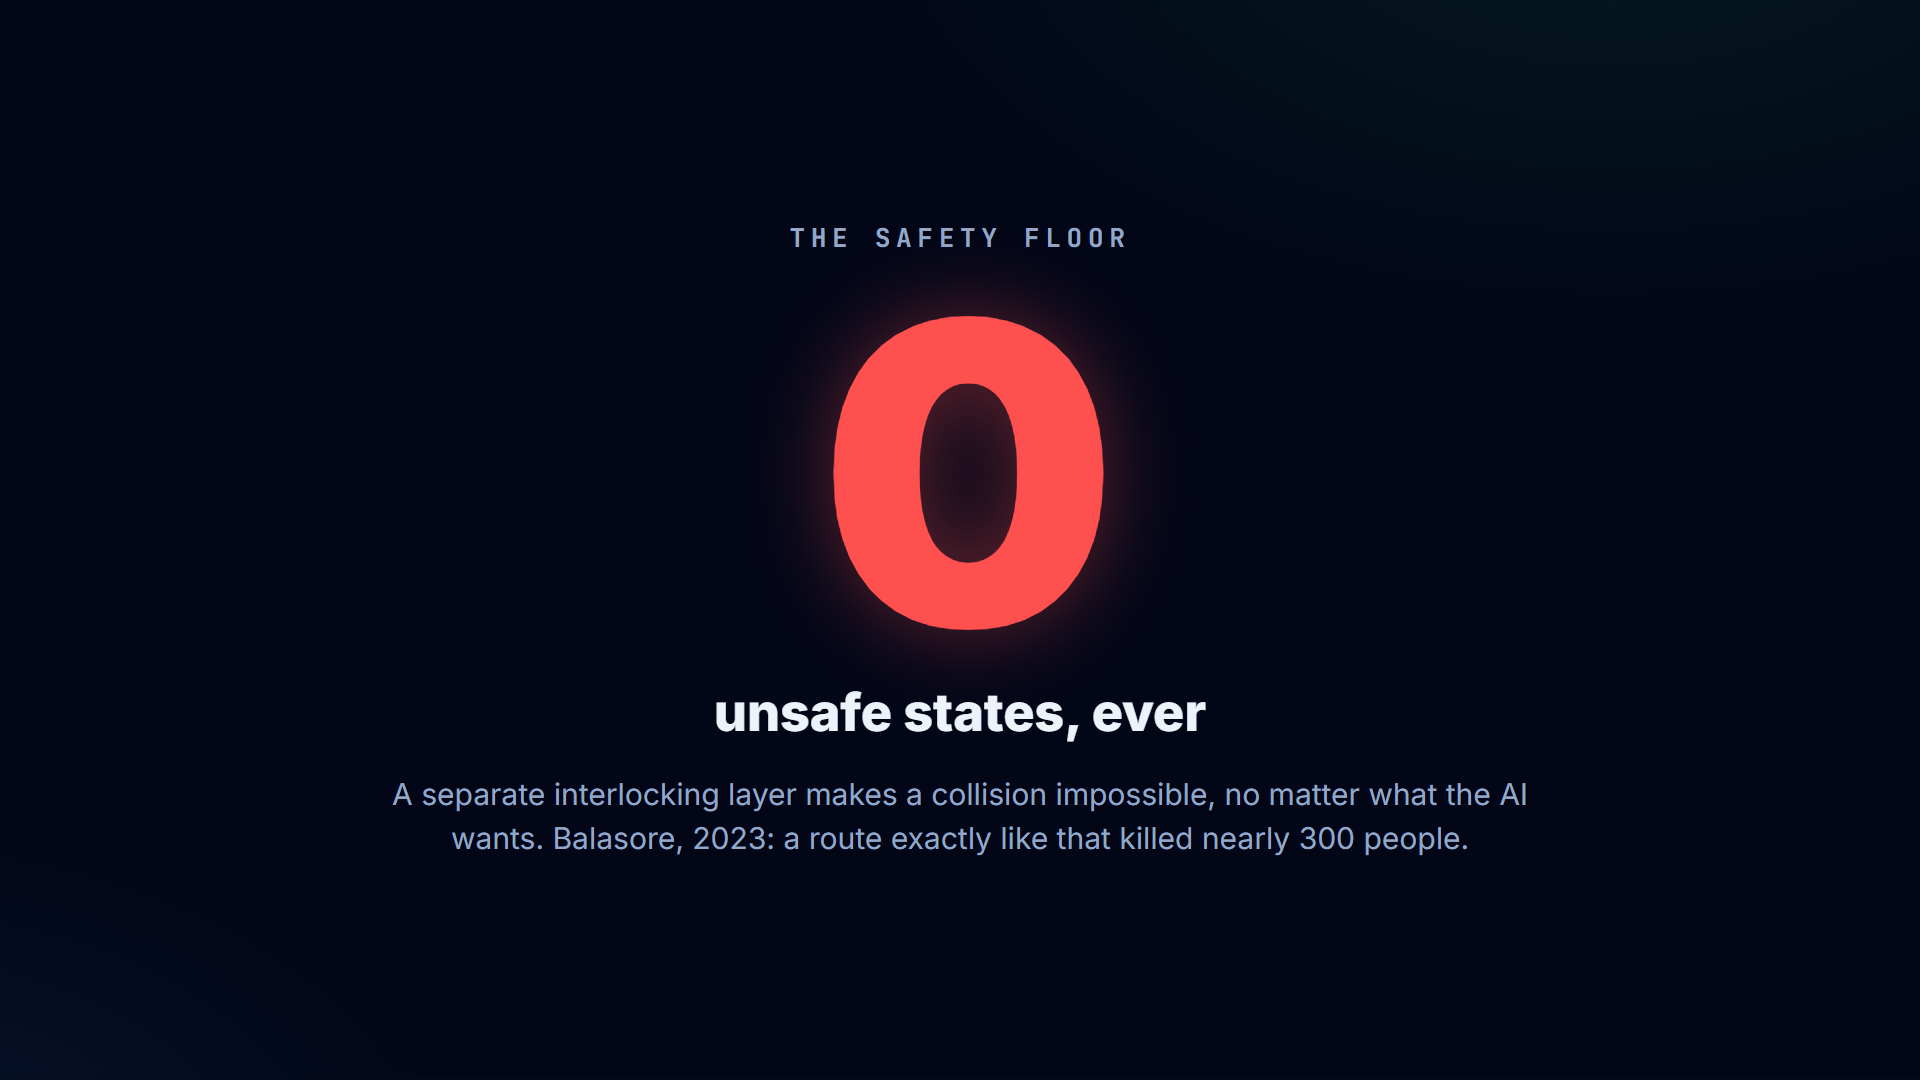 THE SAFETY FLOOR
0
unsafe states, ever
A separate interlocking layer makes a collision impossible, no matter what the AI
wants. Balasore, 2023: a route exactly like that killed nearly 300 people.